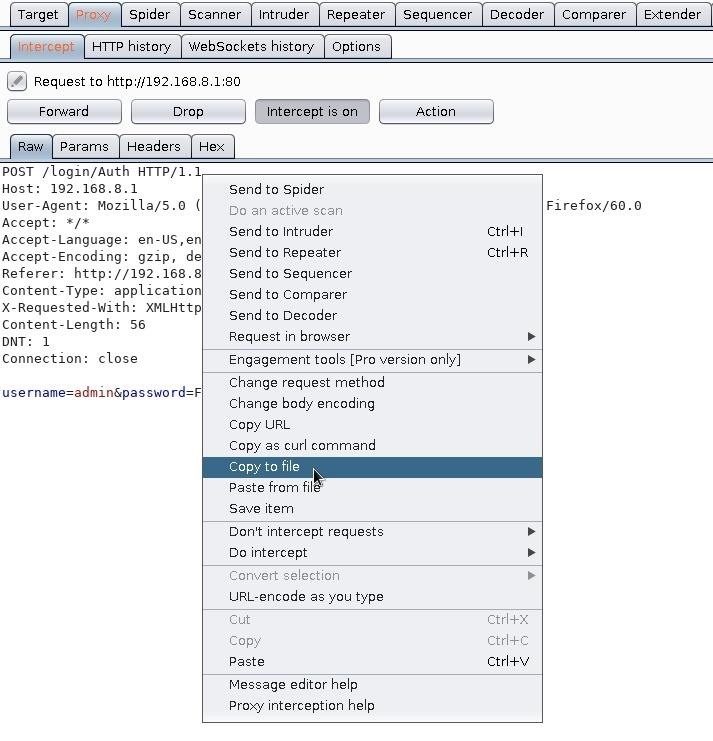 Target Proxy Spider Scanner Intruder Repeater Sequencer Decoder Comparer Extender
Intercept HTTP history WebSockets history Options
Request to http://192.168.8.1:80
Forward Drop Intercept is on Action
Raw Params Headers Hex
POST /login/Auth HTTP/1.1
Host: 192.168.8.1
User-Agent: Mozilla/5.0 ( Firefox/60.0
Accept: */*
Accept-Language: en-US,en
Accept-Encoding: gzip, de
Referer: http://192.168.8
Content-Type: application
X-Requested-With: XMLHttp
Content-Length: 56
DNT: 1
Connection: close
username=admin&password=F
Send to Spider
Do an active scan
Send to Intruder Ctrl+I
Send to Repeater Ctrl+R
Send to Sequencer
Send to Comparer
Send to Decoder
Request in browser
Engagement tools [Pro version only]
Change request method
Change body encoding
Copy URL
Copy as curl command
Copy to file
Paste from file
Save item
Don't intercept requests
Do intercept
Convert selection
URL-encode as you type
Cut Ctrl+X
Copy Ctrl+C
Paste Ctrl+V
Message editor help
Proxy interception help